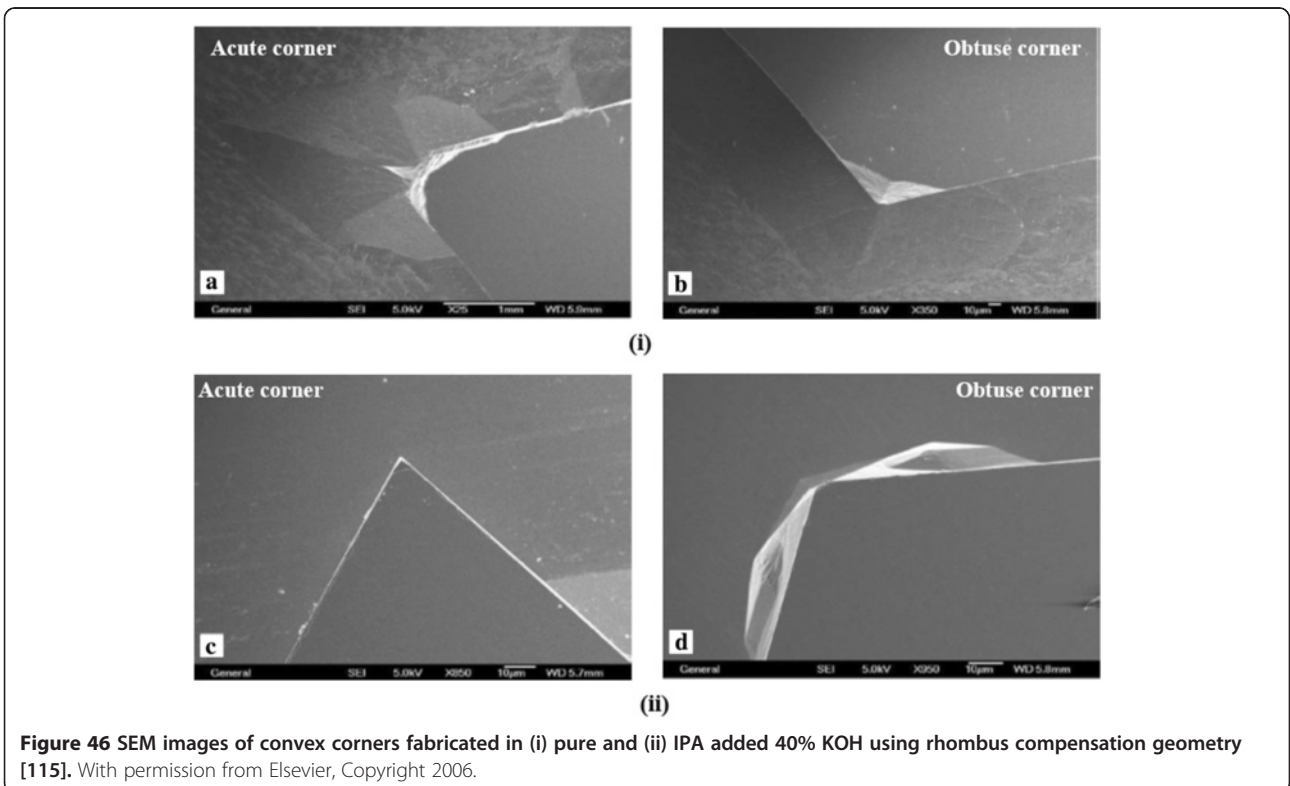 Acute corner
Obtuse corner
a
General SEI 5.0kV X25 1mm WD 5.9mm
b
General SEI 5.0kV X350 10µm WD 5.8mm
(i)
Acute corner
Obtuse corner
c
General SEI 5.0kV X850 10µm WD 5.7mm
d
General SEI 5.0kV X950 10µm WD 5.8mm
(ii)
Figure 46 SEM images of convex corners fabricated in (i) pure and (ii) IPA added 40% KOH using rhombus compensation geometry
[115]. With permission from Elsevier, Copyright 2006.